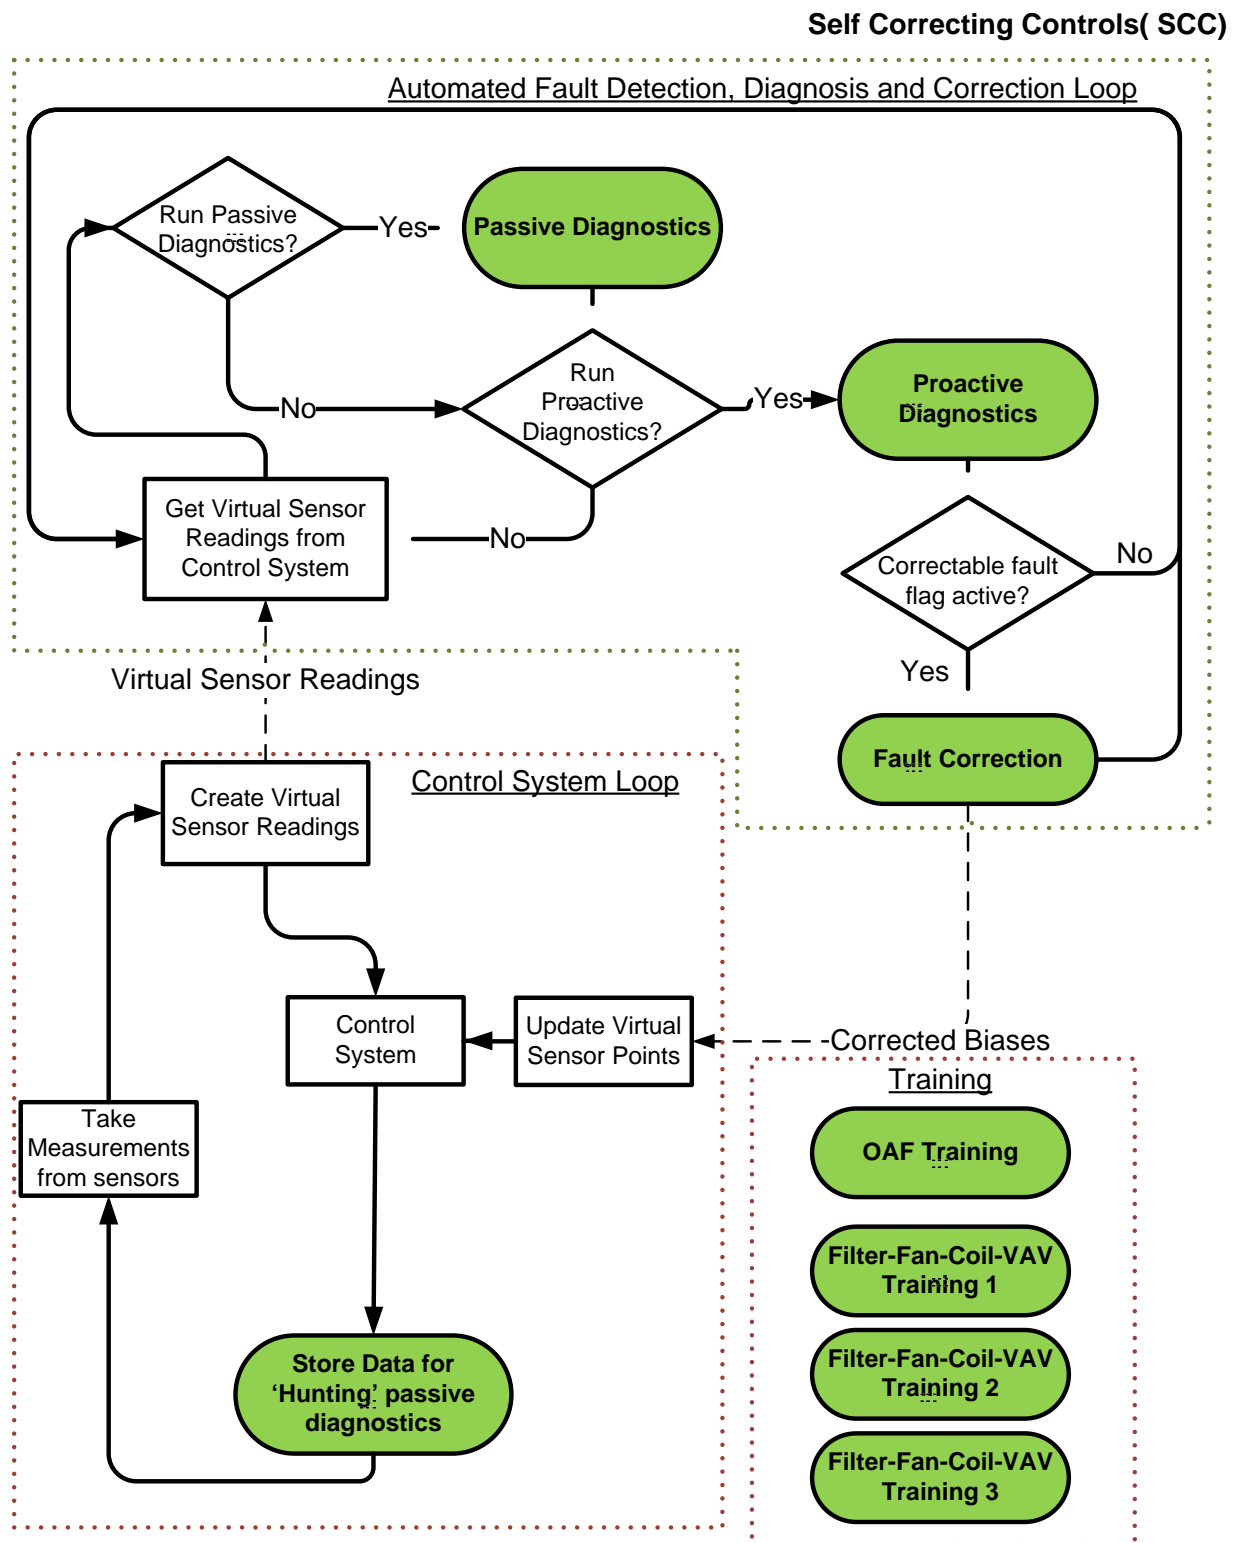 Self Correcting Controls( SCC)
Automated Fault Detection, Diagnosis and Correction Loop
Run Passive
Diagnostics?
Yes
Passive Diagnostics
Run
Proactive
Diagnostics?
No
Yes
Proactive
Diagnostics
Get Virtual Sensor
Readings from
Control System
No
Correctable fault
flag active?
No
Yes
Virtual Sensor Readings
Fault Correction
Control System Loop
Create Virtual
Sensor Readings
Control
System
Update Virtual
Sensor Points
Corrected Biases
Take
Measurements
from sensors
Store Data for
‘Hunting’ passive
diagnostics
Training
OAF Training
Filter-Fan-Coil-VAV
Training 1
Filter-Fan-Coil-VAV
Training 2
Filter-Fan-Coil-VAV
Training 3